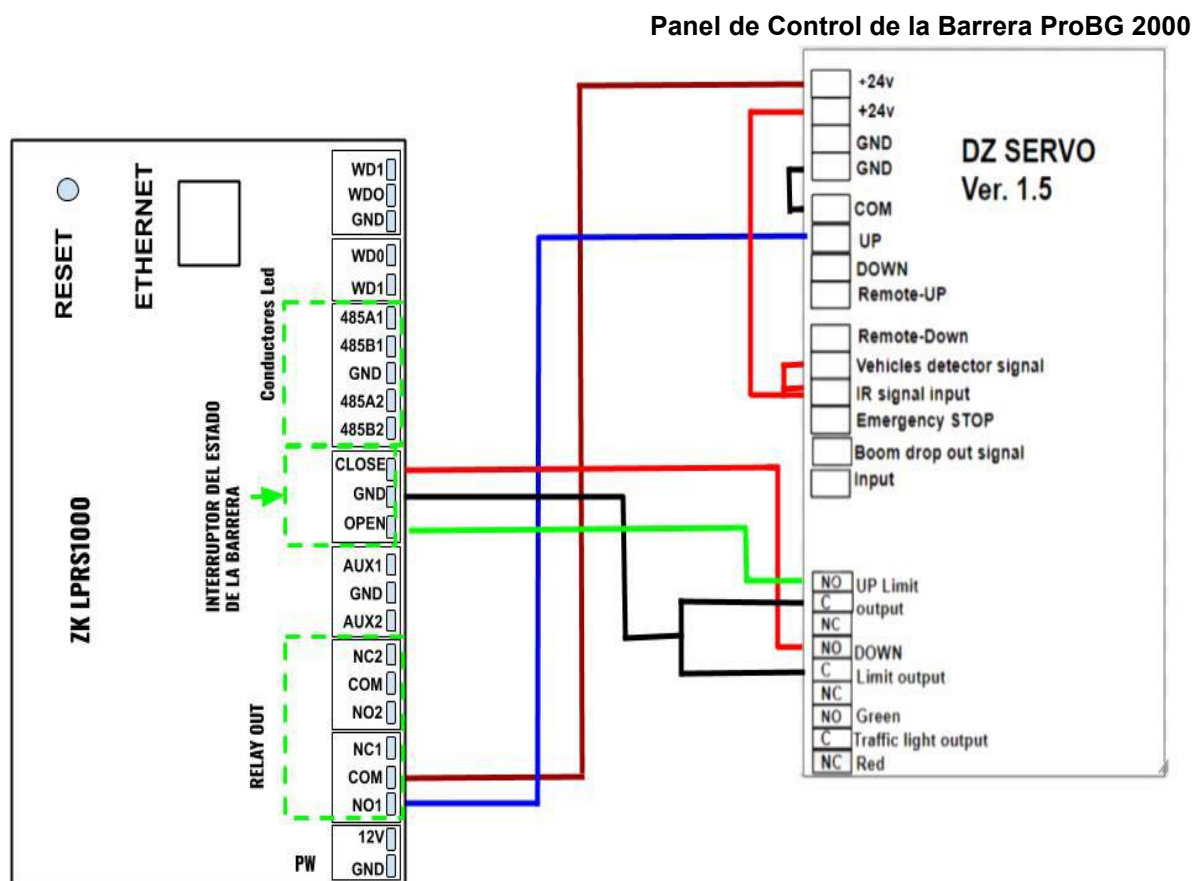 Panel de Control de la Barrera ProBG 2000
RESET
ETHERNET
ZK LPRS1000
Conductores Led
INTERRUPTOR DEL ESTADO
DE LA BARRERA
RELAY OUT
PW
WD1
WDO
GND
WD0
WD1
485A1
485B1
GND
485A2
485B2
CLOSE
GND
OPEN
AUX1
GND
AUX2
NC2
COM
NO2
NC1
COM
NO1
12V
GND
DZ SERVO
Ver. 1.5
+24v
+24v
GND
GND
COM
UP
DOWN
Remote-UP
Remote-Down
Vehicles detector signal
IR signal input
Emergency STOP
Boom drop out signal
Input
NO UP Limit
C output
NC
NO DOWN
C Limit output
NC
NO Green
C Traffic light output
NC Red